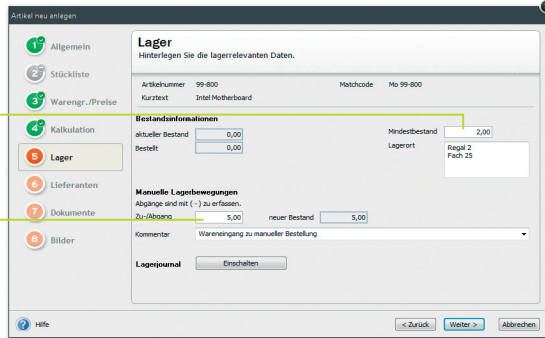 Artikel neu anlegen
1 Allgemein
2 Stückliste
3 Warengr./Preise
4 Kalkulation
5 Lager
6 Lieferanten
7 Dokumente
8 Bilder
Lager
Hinterlegen Sie die lagerrelevanten Daten.
Artikelnummer 99-800 Matchcode Mo 99-800
Kurztext Intel Motherboard
Bestandsinformationen
aktueller Bestand 0,00 Mindestbestand 2,00
Bestellt 0,00 Lagerort Regal 2
Fach 25
Manuelle Lagerbewegungen
Abgänge sind mit ( - ) zu erfassen.
Zu-/Abgang 5,00 neuer Bestand 5,00
Kommentar Wareneingang zu manueller Bestellung
Lagerjournal Einschalten
? Hilfe < Zurück Weiter > Abbrechen